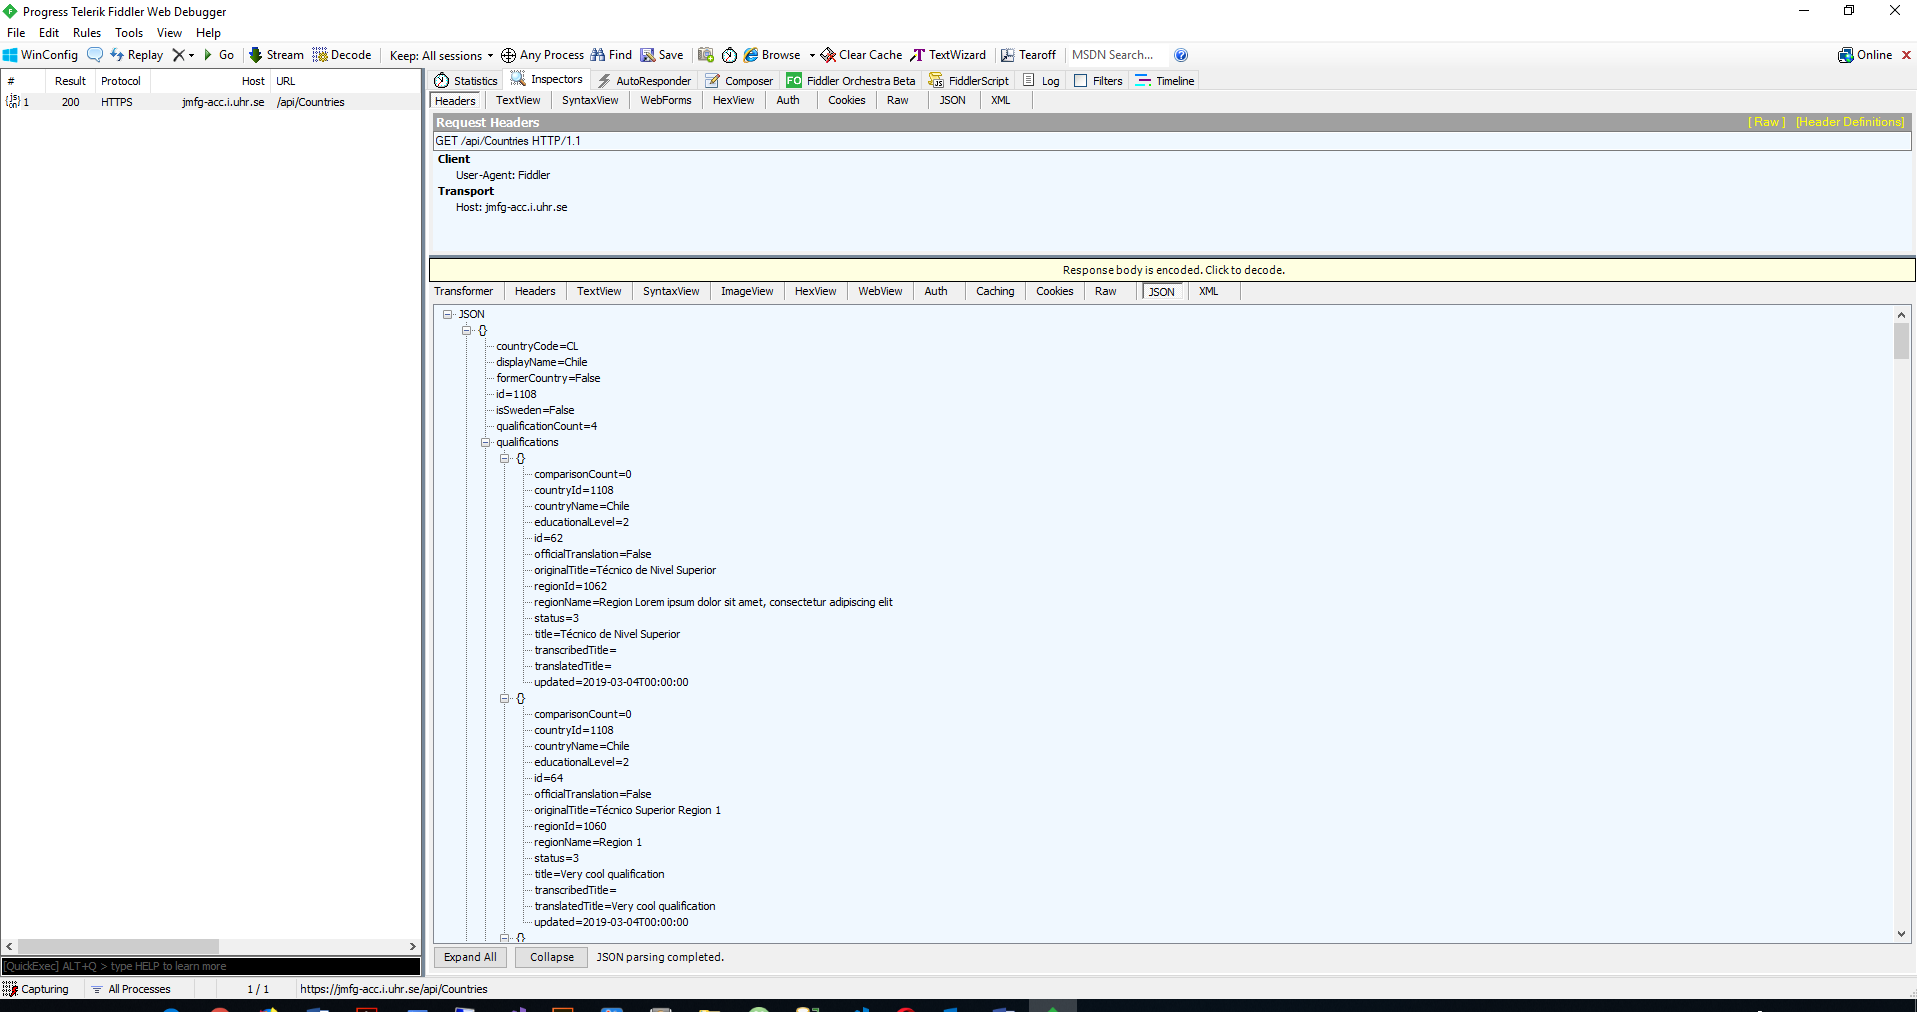 Progress Telerik Fiddler Web Debugger
File Edit Rules Tools View Help
WinConfig Replay Go Stream Decode Keep: All sessions Any Process Find Save Browse Clear Cache TextWizard Tearoff MSDN Search... Online
# Result Protocol Host URL
1 200 HTTPS jmfg-acc.i.uhr.se /api/Countries
Statistics Inspectors AutoResponder Composer FO Fiddler Orchestra Beta FiddlerScript Log Filters Timeline
Headers TextView SyntaxView WebForms HexView Auth Cookies Raw JSON XML
Request Headers [ Raw ] [Header Definitions]
GET /api/Countries HTTP/1.1
Client
User-Agent: Fiddler
Transport
Host: jmfg-acc.i.uhr.se
Response body is encoded. Click to decode.
Transformer Headers TextView SyntaxView ImageView HexView WebView Auth Caching Cookies Raw JSON XML
JSON
{}
countryCode=CL
displayName=Chile
formerCountry=False
id=1108
isSweden=False
qualificationCount=4
qualifications
{}
comparisonCount=0
countryId=1108
countryName=Chile
educationalLevel=2
id=62
officialTranslation=False
originalTitle=Técnico de Nivel Superior
regionId=1062
regionName=Region Lorem ipsum dolor sit amet, consectetur adipiscing elit
status=3
title=Técnico de Nivel Superior
transcribedTitle=
translatedTitle=
updated=2019-03-04T00:00:00
{}
comparisonCount=0
countryId=1108
countryName=Chile
educationalLevel=2
id=64
officialTranslation=False
originalTitle=Técnico Superior Region 1
regionId=1060
regionName=Region 1
status=3
title=Very cool qualification
transcribedTitle=
translatedTitle=Very cool qualification
updated=2019-03-04T00:00:00
{}
Expand All Collapse JSON parsing completed.
[QuickExec] ALT+Q > type HELP to learn more
Capturing All Processes 1 / 1 https://jmfg-acc.i.uhr.se/api/Countries